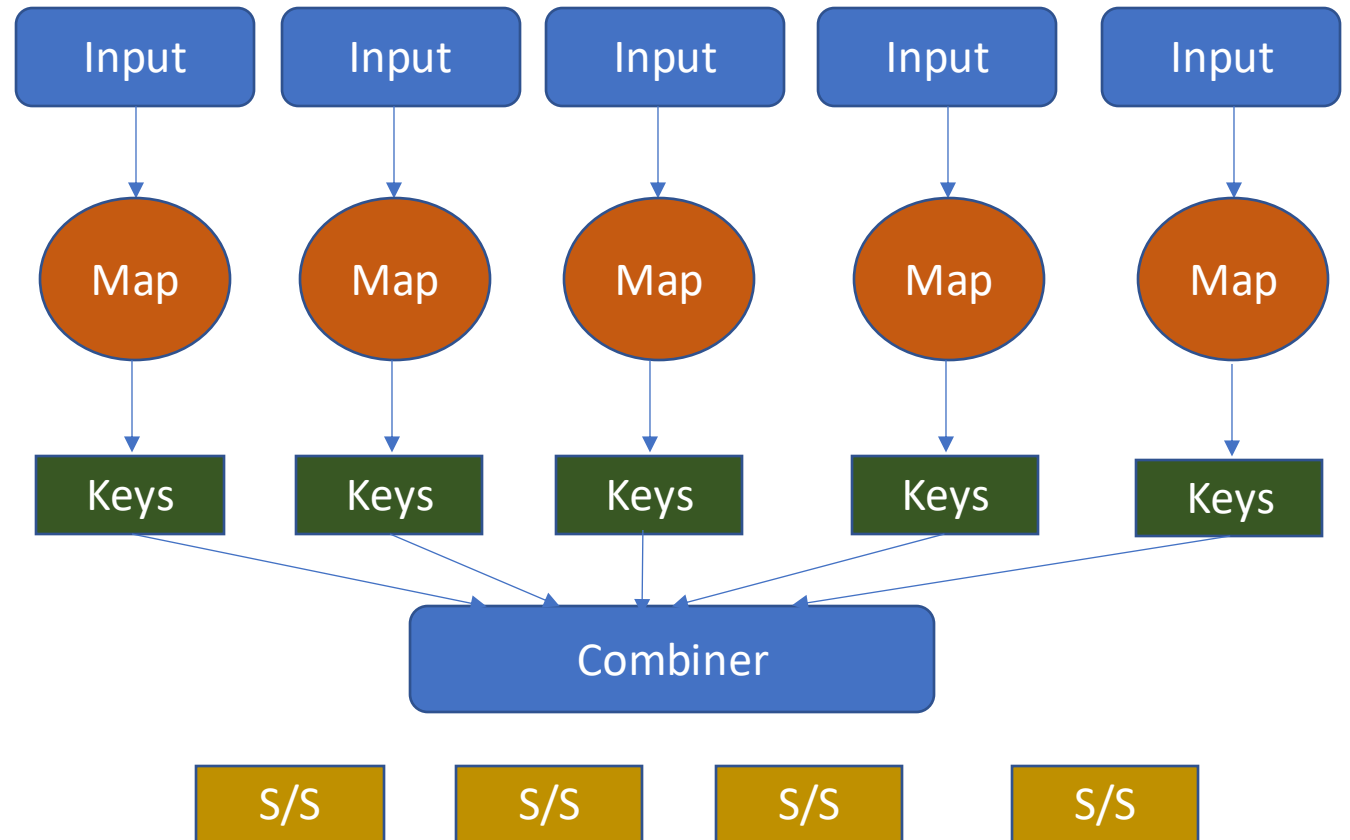 Input Input Input Input Input
Map Map Map Map Map
Keys Keys Keys Keys Keys
Combiner
S/S S/S S/S S/S